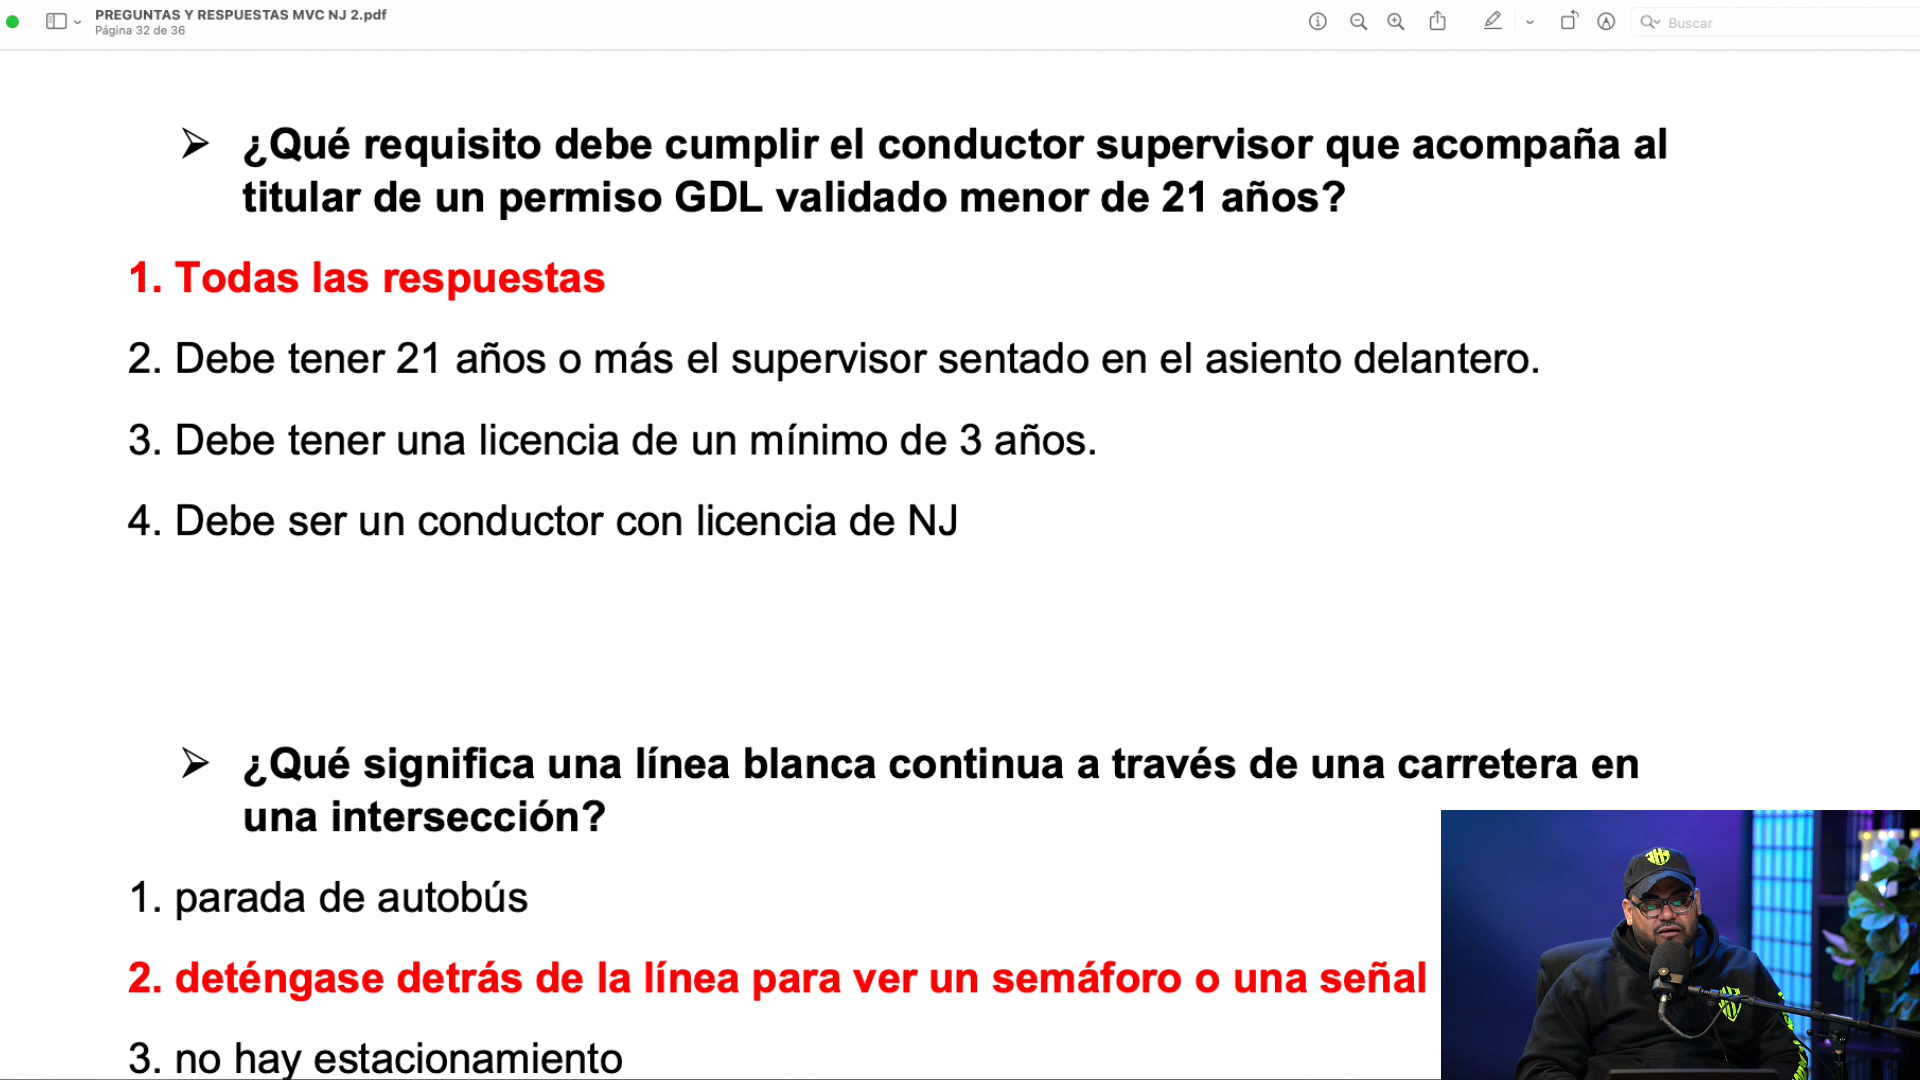 PREGUNTAS Y RESPUESTAS MVC NJ 2.pdf
Página 32 de 36
Buscar
¿Qué requisito debe cumplir el conductor supervisor que acompaña al
titular de un permiso GDL validado menor de 21 años?
1. Todas las respuestas
2. Debe tener 21 años o más el supervisor sentado en el asiento delantero.
3. Debe tener una licencia de un mínimo de 3 años.
4. Debe ser un conductor con licencia de NJ
¿Qué significa una línea blanca continua a través de una carretera en
una intersección?
1. parada de autobús
2. deténgase detrás de la línea para ver un semáforo o una señal
3. no hay estacionamiento